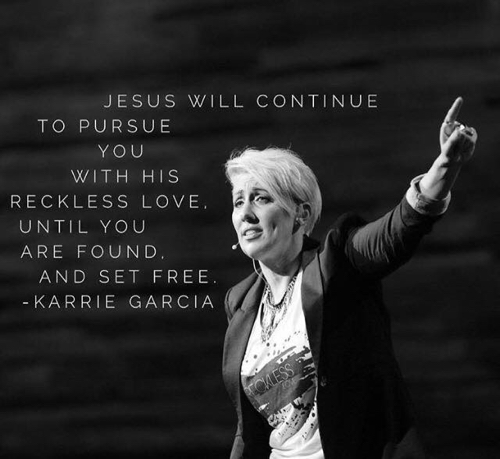 JESUS WILL CONTINUE
TO PURSUE
YOU
WITH HIS
RECKLESS LOVE,
UNTIL YOU
ARE FOUND,
AND SET FREE.
-KARRIE GARCIA